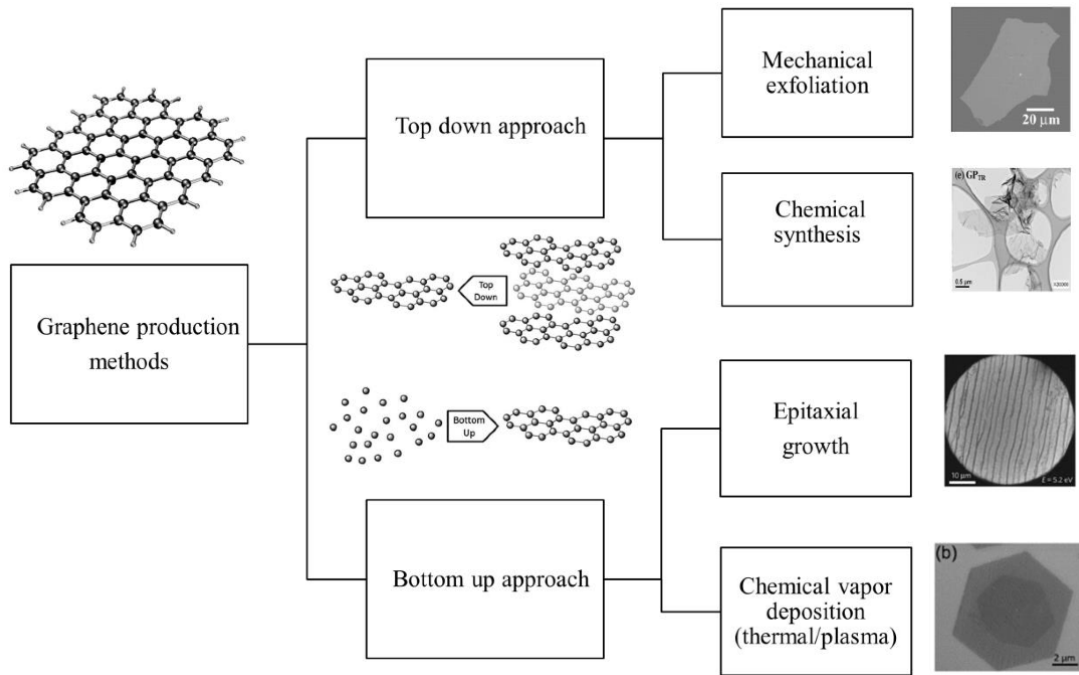 Graphene production
methods
Top down approach
Mechanical
exfoliation
20 µm
Chemical
synthesis
(e) GPTR
0.5 µm
Top
Down
Bottom
Up
Epitaxial
growth
10 µm
E = 5.2 eV
Bottom up approach
Chemical vapor
deposition
(thermal/plasma)
(b)
2 µm